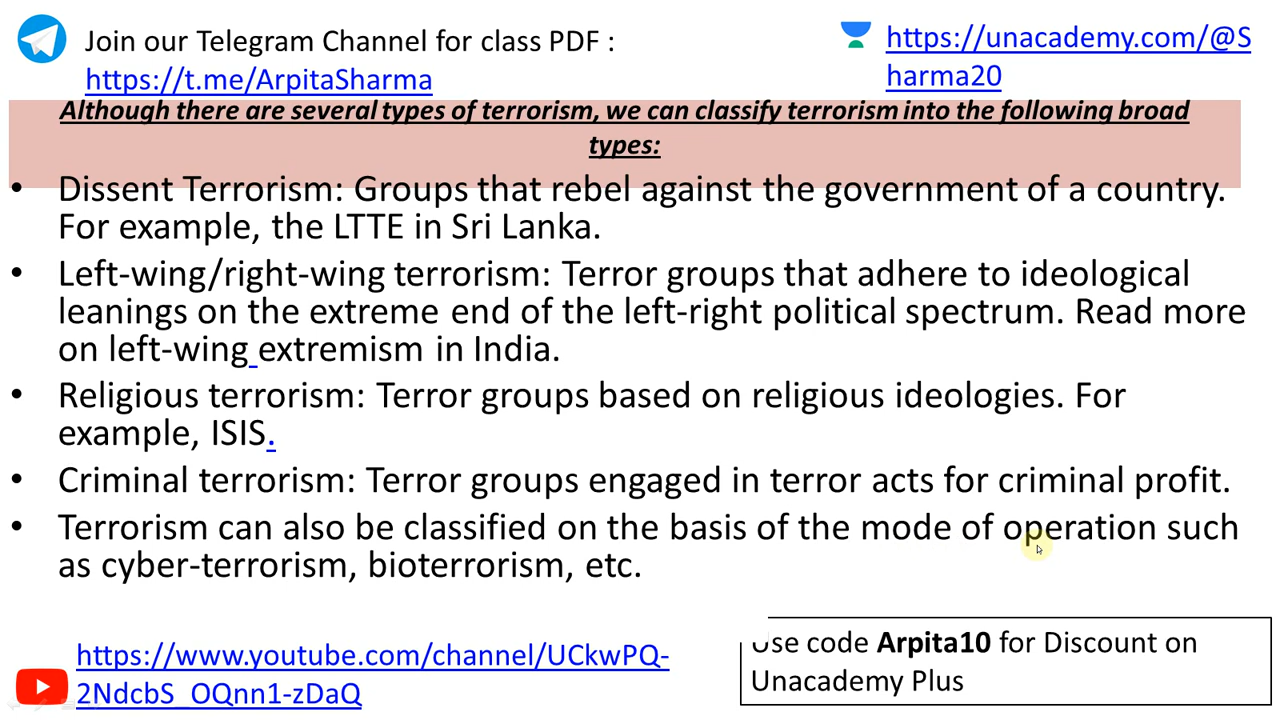 Join our Telegram Channel for class PDF :
https://t.me/ArpitaSharma
https://unacademy.com/@S
harma20
Although there are several types of terrorism, we can classify terrorism into the following broad
types:
• Dissent Terrorism: Groups that rebel against the government of a country.
For example, the LTTE in Sri Lanka.
• Left-wing/right-wing terrorism: Terror groups that adhere to ideological
leanings on the extreme end of the left-right political spectrum. Read more
on left-wing extremism in India.
• Religious terrorism: Terror groups based on religious ideologies. For
example, ISIS.
• Criminal terrorism: Terror groups engaged in terror acts for criminal profit.
• Terrorism can also be classified on the basis of the mode of operation such
as cyber-terrorism, bioterrorism, etc.
https://www.youtube.com/channel/UCkwPQ-
2NdcbS_OQnn1-zDaQ
Use code Arpita10 for Discount on
Unacademy Plus